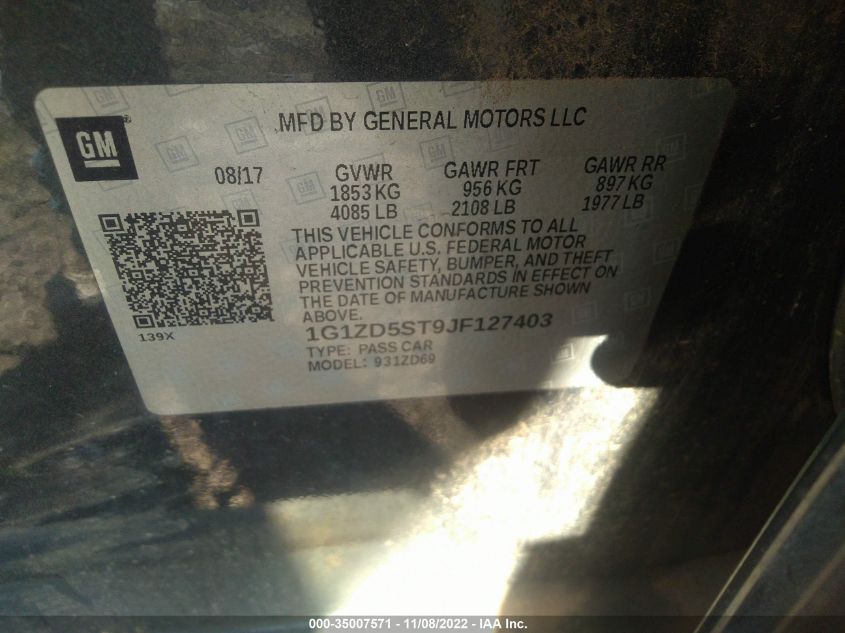 MFD BY GENERAL MOTORS LLC
GM®
08/17 GVWR GAWR FRT GAWR RR
1853 KG 956 KG 897 KG
4085 LB 2108 LB 1977 LB
THIS VEHICLE CONFORMS TO ALL
APPLICABLE U.S. FEDERAL MOTOR
VEHICLE SAFETY, BUMPER, AND THEFT
PREVENTION STANDARDS IN EFFECT ON
THE DATE OF MANUFACTURE SHOWN
ABOVE.
139X
1G1ZD5ST9JF127403
TYPE: PASS CAR
MODEL: 931ZD69
000-35007571 - 11/08/2022 - IAA Inc.